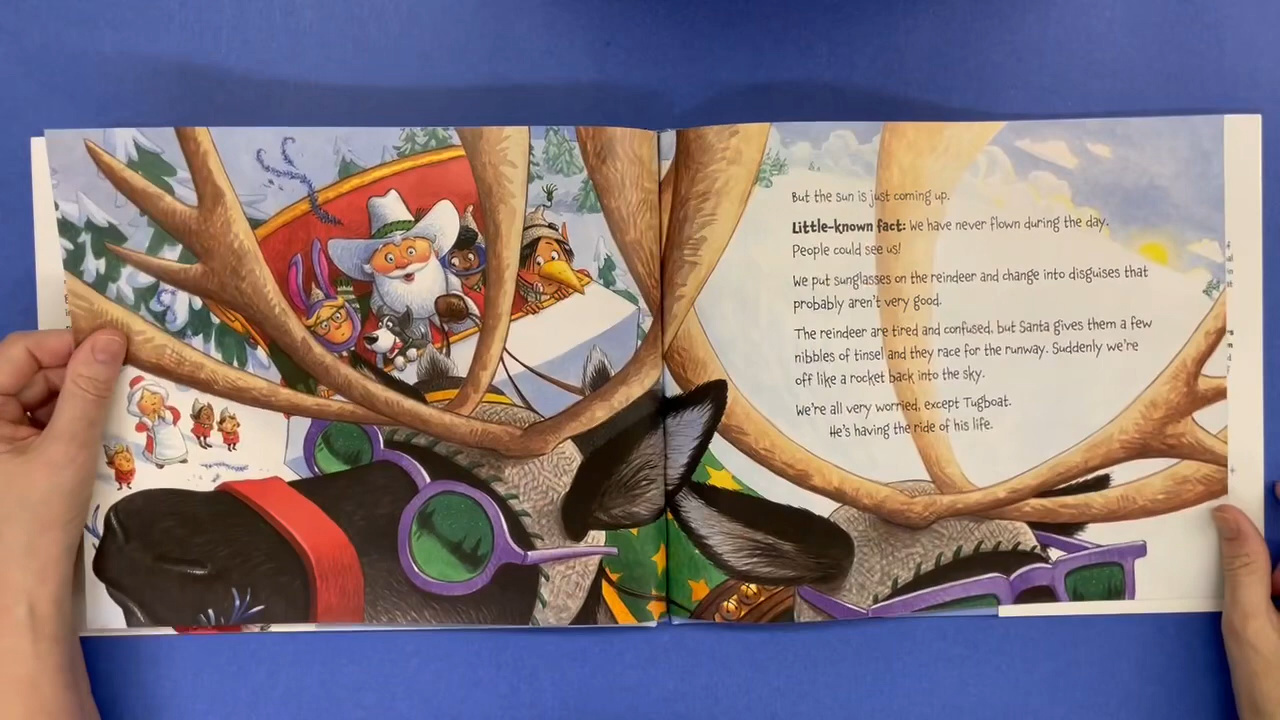 But the sun is just coming up.
Little-known fact: We have never flown during the day.
People could see us!
We put sunglasses on the reindeer and change into disguises that
probably aren't very good.
The reindeer are tired and confused, but Santa gives them a few
nibbles of tinsel and they race for the runway. Suddenly we're
off like a rocket back into the sky.
We're all very worried, except Tugboat.
He's having the ride of his life.